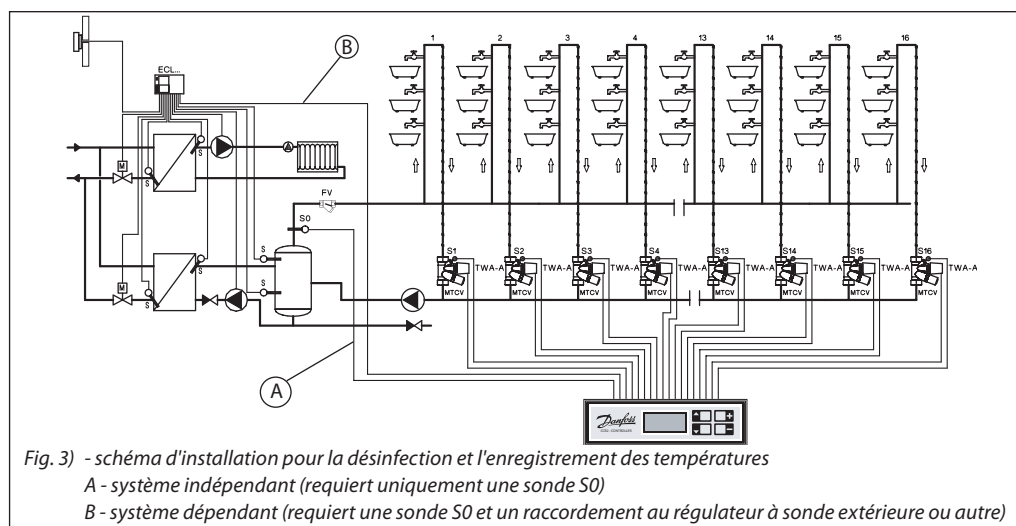 B
1 2 3 4 13 14 15 16
ECL...
M S S
FV
S0
S
M S S S
S1 S2 S3 S4 S13 S14 S15 S16
TWA-A TWA-A TWA-A TWA-A TWA-A TWA-A TWA-A TWA-A
MTCV MTCV MTCV MTCV MTCV MTCV MTCV MTCV
A
Danfoss
Fig. 3) - schéma d'installation pour la désinfection et l'enregistrement des températures
A - système indépendant (requiert uniquement une sonde S0)
B - système dépendant (requiert une sonde S0 et un raccordement au régulateur à sonde extérieure ou autre)